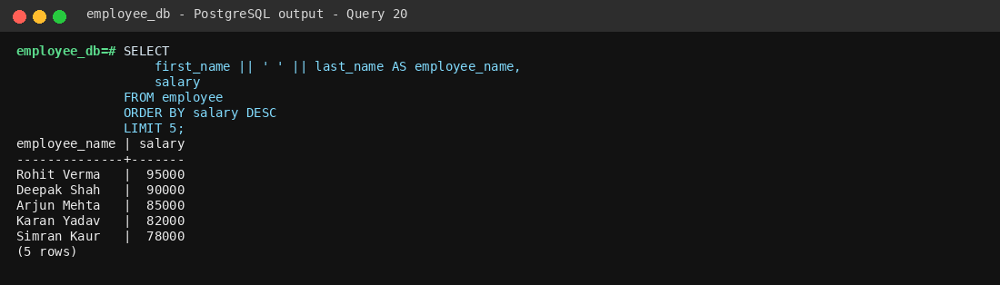 employee_db - PostgreSQL output - Query 20
employee_db=# SELECT
                  first_name || ' ' || last_name AS employee_name,
                  salary
              FROM employee
              ORDER BY salary DESC
              LIMIT 5;
employee_name | salary
--------------+-------
Rohit Verma   |  95000
Deepak Shah   |  90000
Arjun Mehta   |  85000
Karan Yadav   |  82000
Simran Kaur   |  78000
(5 rows)